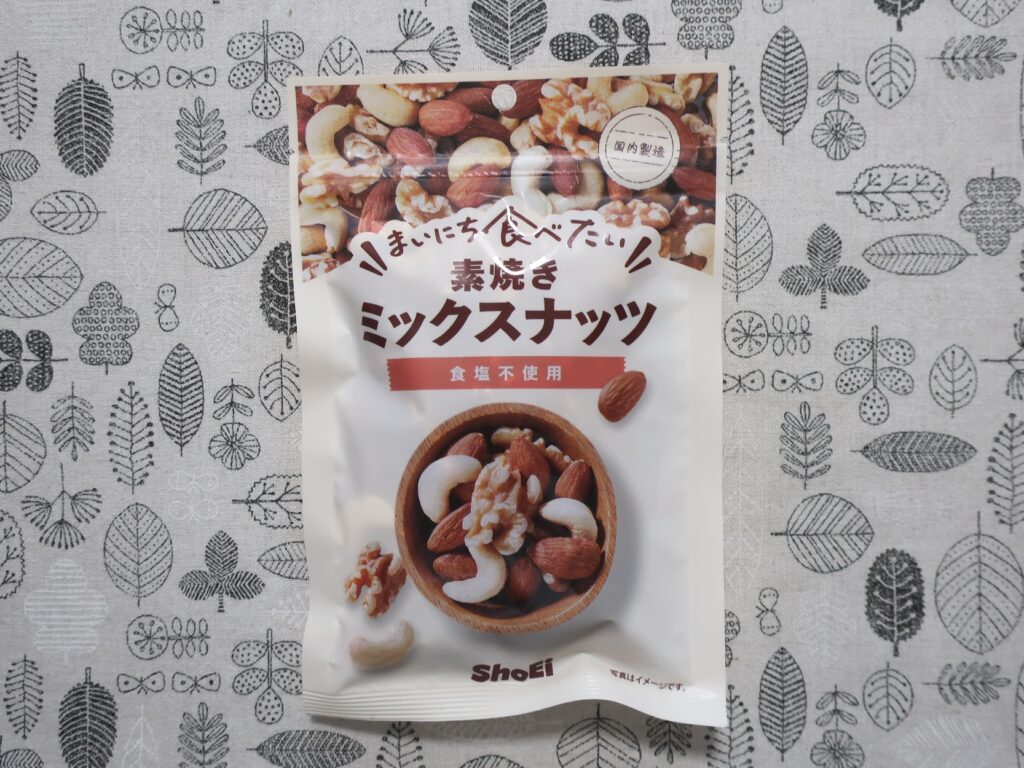 国内製造
まいにち食べたい
素焼き
ミックスナッツ
食塩不使用
ShoEi
写真はイメージです。